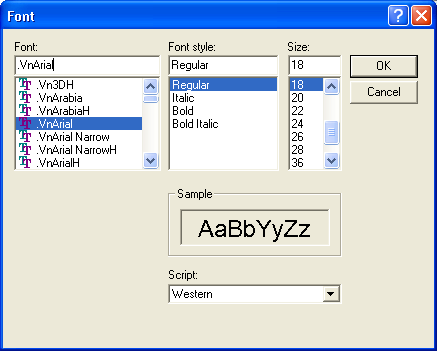 Font
Font:
.VnArial
.Vn3DH
.VnArabia
.VnArabiaH
.VnArial
.VnArial Narrow
.VnArial NarrowH
.VnArialH
Font style:
Regular
Regular
Italic
Bold
Bold Italic
Size:
18
18
20
22
24
26
28
36
OK
Cancel
Sample
AaBbYyZz
Script:
Western